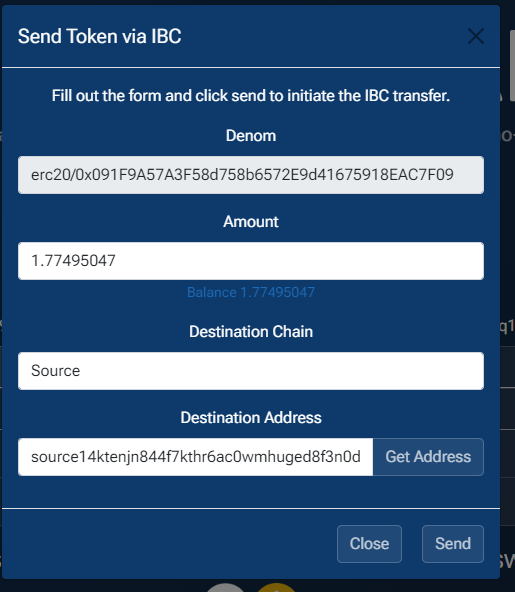 Send Token via IBC
Fill out the form and click send to initiate the IBC transfer.
Denom
erc20/0x091F9A57A3F58d758b6572E9d41675918EAC7F09
Amount
1.77495047
Balance 1.77495047
Destination Chain
Source
q1
Destination Address
source14ktenjn844f7kthr6ac0wmhuged8f3n0d
Get Address
Close
Send